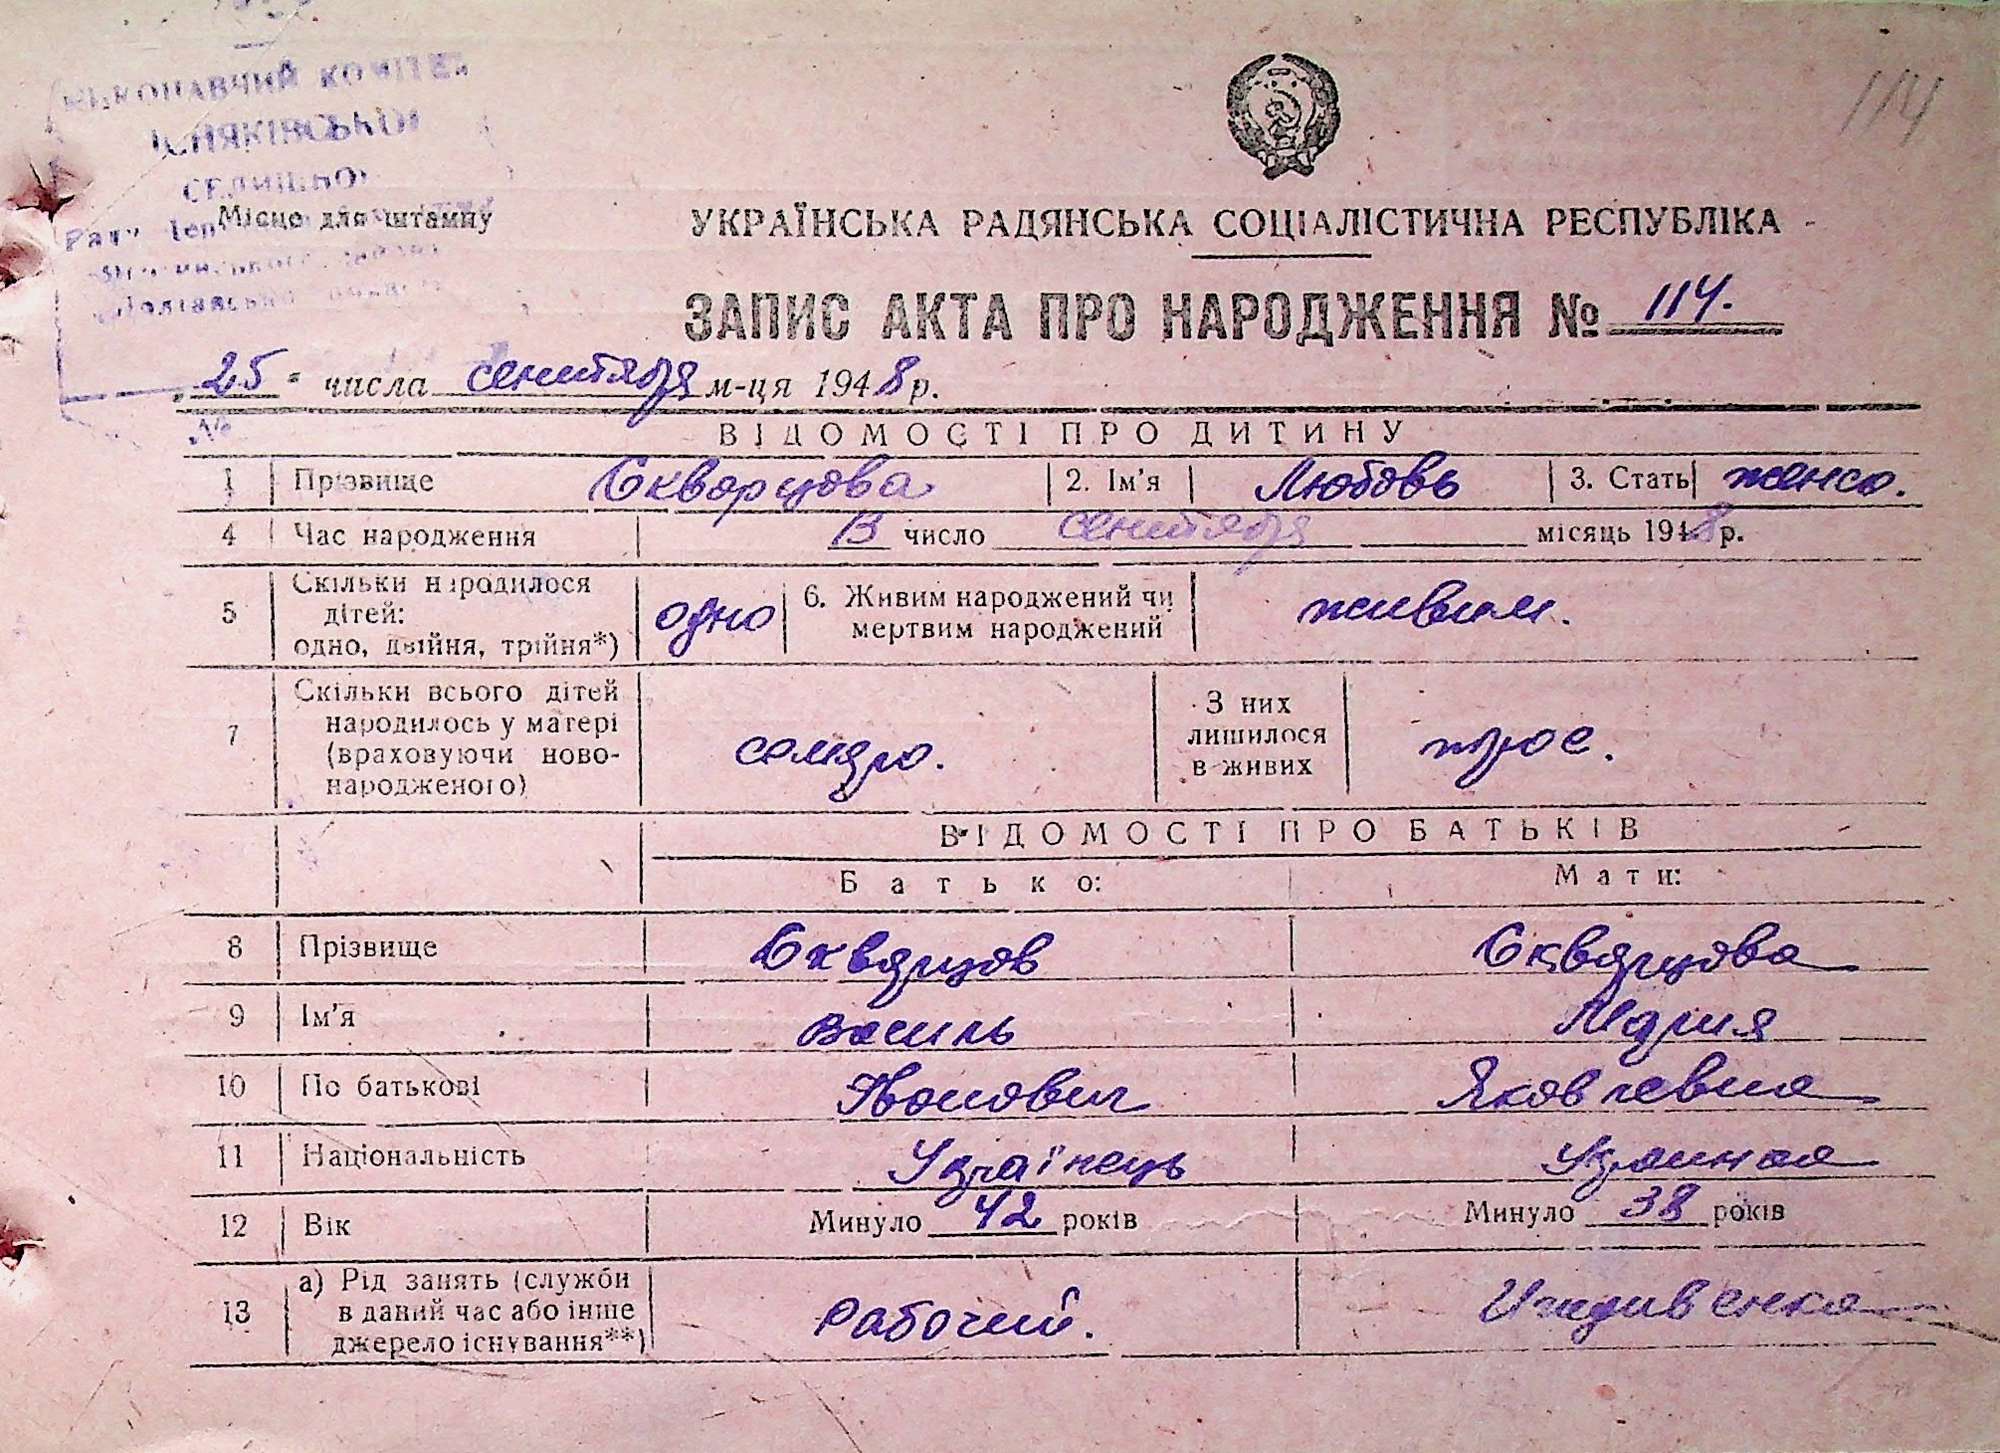 114
ВИКОНАВЧИЙ КОМІТЕТ
СЕЛИЩНОЇ
Місце для штампу
УКРАЇНСЬКА РАДЯНСЬКА СОЦІАЛІСТИЧНА РЕСПУБЛІКА
ЗАПИС АКТА ПРО НАРОДЖЕННЯ № 114.
25 числа сентября м-ця 1948 р.
ВІДОМОСТІ ПРО ДИТИНУ
1 Прізвище Скворцова 2. Ім'я Любовь 3. Стать женск.
4 Час народження 13 число сентября місяць 1948 р.
5 Скільки народилося дітей: одно, двійня, трійня*) одно 6. Живим народжений чи мертвим народжений живим.
7 Скільки всього дітей народилось у матері (враховуючи новонародженого) семеро. З них лишилося в живих трое.
ВІДОМОСТІ ПРО БАТЬКІВ
Батько: Мати:
8 Прізвище Скварцов Скварцова
9 Ім'я Василь Мария
10 По батькові Иванович Яковлевна
11 Національність Українець Украинка
12 Вік Минуло 42 років Минуло 38 років
13 а) Рід занять (служби в даний час або інше джерело існування**) Рабочий. Иждивенка